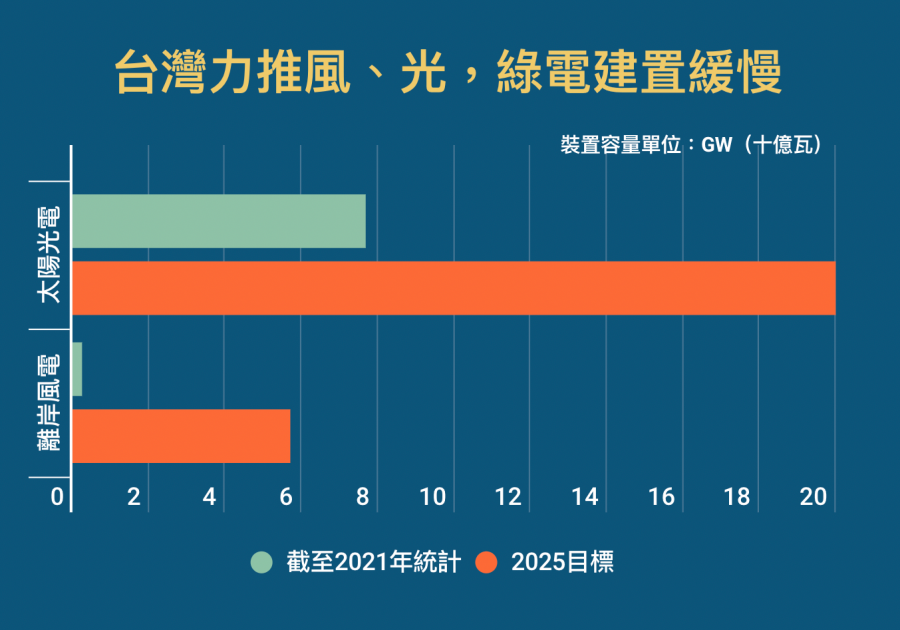 台灣力推風、光，綠電建置緩慢
裝置容量單位：GW（十億瓦）
太陽光電
離岸風電
0 2 4 6 8 10 12 14 16 18 20
截至2021年統計 2025目標